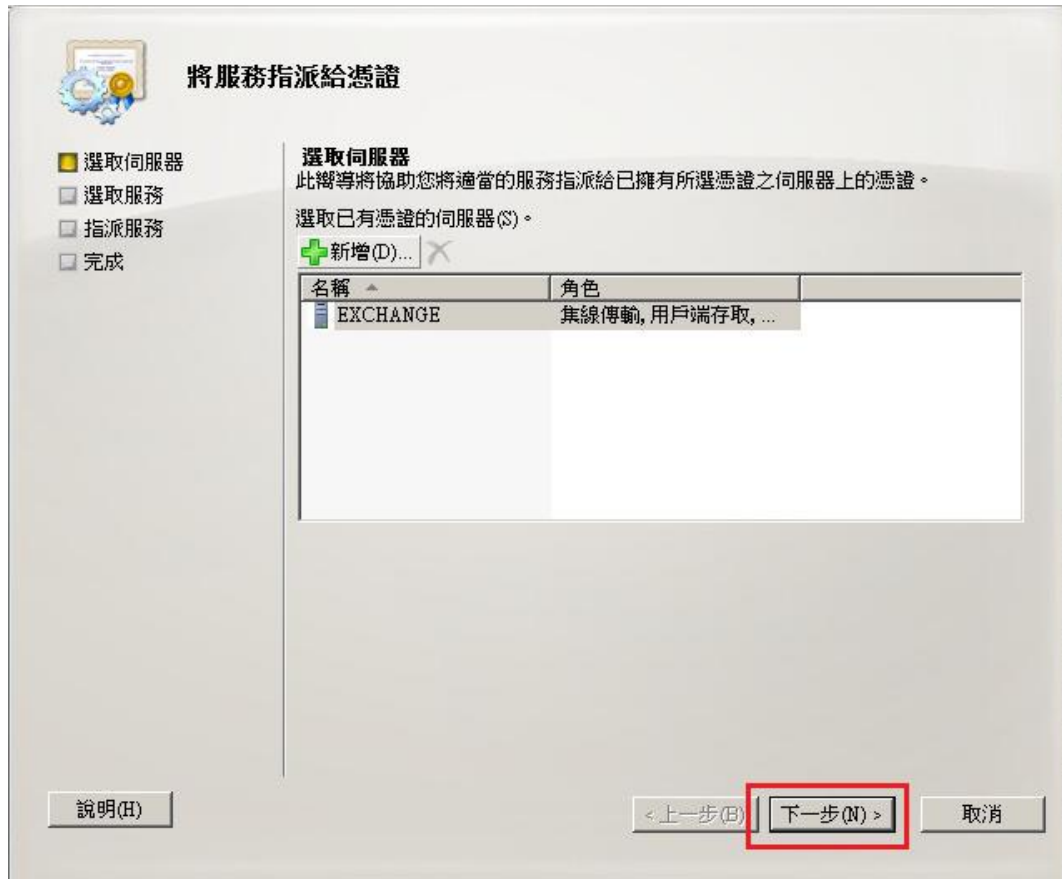 將服務指派給憑證
選取伺服器
選取服務
指派服務
完成
選取伺服器
此嚮導將協助您將適當的服務指派給已擁有所選憑證之伺服器上的憑證。
選取已有憑證的伺服器(S)。
新增(D)...
名稱 角色
EXCHANGE 集線傳輸, 用戶端存取, ...
說明(H) <上一步(B) 下一步(N) > 取消